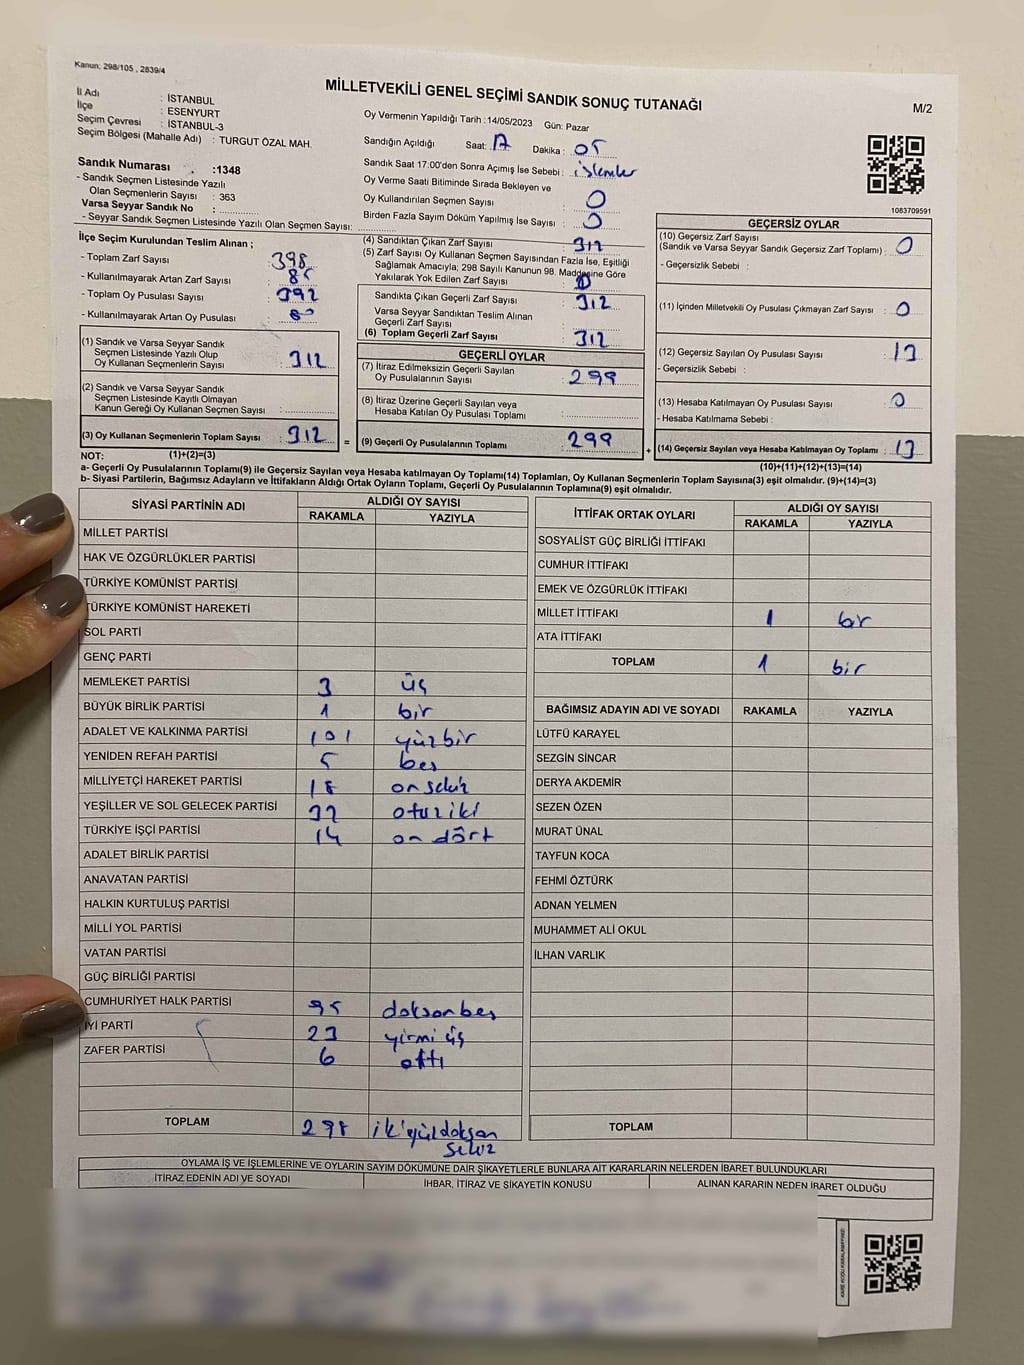 Kanun: 298/105 , 2839/4
MİLLETVEKİLİ GENEL SEÇİMİ SANDIK SONUÇ TUTANAĞI
M/2
İl Adı : İSTANBUL
İlçe : ESENYURT
Seçim Çevresi : İSTANBUL-3
Seçim Bölgesi (Mahalle Adı) : TURGUT ÖZAL MAH.
Sandık Numarası :1348
- Sandık Seçmen Listesinde Yazılı
Olan Seçmenlerin Sayısı : 363
Varsa Seyyar Sandık No :
- Seyyar Sandık Seçmen Listesinde Yazılı Olan Seçmen Sayısı:
Oy Vermenin Yapıldığı Tarih :14/05/2023 Gün: Pazar
Sandığın Açıldığı Saat: 17 Dakika: 05
Sandık Saat 17:00'den Sonra Açımış İse Sebebi : işlemler
Oy Verme Saati Bitiminde Sırada Bekleyen ve
Oy Kullandırılan Seçmen Sayısı : 0
Birden Fazla Sayım Döküm Yapılmış İse Sayısı : 0
1083709591
İlçe Seçim Kurulundan Teslim Alınan ;
- Toplam Zarf Sayısı : 398
- Kullanılmayarak Artan Zarf Sayısı : 85
- Toplam Oy Pusulası Sayısı : 392
- Kullanılmayarak Artan Oy Pusulası : 80
(1) Sandık ve Varsa Seyyar Sandık
Seçmen Listesinde Yazılı Olup
Oy Kullanan Seçmenlerin Sayısı : 312
(2) Sandık ve Varsa Seyyar Sandık
Seçmen Listesinde Kayıtlı Olmayan
Kanun Gereği Oy Kullanan Seçmen Sayısı :
(3) Oy Kullanan Seçmenlerin Toplam Sayısı : 312
(4) Sandıktan Çıkan Zarf Sayısı : 312
(5) Zarf Sayısı Oy Kullanan Seçmen Sayısından Fazla İse, Eşitliği
Sağlamak Amacıyla; 298 Sayılı Kanunun 98. Maddesine Göre
Yakılarak Yok Edilen Zarf Sayısı : 0
Sandıkta Çıkan Geçerli Zarf Sayısı : 312
Varsa Seyyar Sandıktan Teslim Alınan
Geçerli Zarf Sayısı :
(6) Toplam Geçerli Zarf Sayısı : 312
GEÇERLİ OYLAR
(7) İtiraz Edilmeksizin Geçerli Sayılan
Oy Pusulalarının Sayısı : 299
(8) İtiraz Üzerine Geçerli Sayılan veya
Hesaba Katılan Oy Pusulası Toplamı :
= (9) Geçerli Oy Pusulalarının Toplamı : 299
GEÇERSİZ OYLAR
(10) Geçersiz Zarf Sayısı
(Sandık ve Varsa Seyyar Sandık Geçersiz Zarf Toplamı) : 0
- Geçersizlik Sebebi :
(11) İçinden Milletvekili Oy Pusulası Çıkmayan Zarf Sayısı : 0
(12) Geçersiz Sayılan Oy Pusulası Sayısı : 13
- Geçersizlik Sebebi :
(13) Hesaba Katılmayan Oy Pusulası Sayısı : 0
- Hesaba Katılmama Sebebi :
+ (14) Geçersiz Sayılan veya Hesaba Katılmayan Oy Toplamı : 13
NOT: (1)+(2)=(3)
(10)+(11)+(12)+(13)=(14)
a- Geçerli Oy Pusulalarının Toplamı(9) ile Geçersiz Sayılan veya Hesaba katılmayan Oy Toplamı(14) Toplamları, Oy Kullanan Seçmenlerin Toplam Sayısına(3) eşit olmalıdır. (9)+(14)=(3)
b- Siyasi Partilerin, Bağımsız Adayların ve İttifakların Aldığı Ortak Oyların Toplamı, Geçerli Oy Pusulalarının Toplamına(9) eşit olmalıdır.
SİYASİ PARTİNİN ADI ALDIĞI OY SAYISI
RAKAMLA YAZIYLA
MİLLET PARTİSİ
HAK VE ÖZGÜRLÜKLER PARTİSİ
TÜRKİYE KOMÜNİST PARTİSİ
TÜRKİYE KOMÜNİST HAREKETİ
SOL PARTİ
GENÇ PARTİ
MEMLEKET PARTİSİ 3 üç
BÜYÜK BİRLİK PARTİSİ 1 bir
ADALET VE KALKINMA PARTİSİ 101 yüzbir
YENİDEN REFAH PARTİSİ 5 beş
MİLLİYETÇİ HAREKET PARTİSİ 18 onsekiz
YEŞİLLER VE SOL GELECEK PARTİSİ 32 otuziki
TÜRKİYE İŞÇİ PARTİSİ 14 on dört
ADALET BİRLİK PARTİSİ
ANAVATAN PARTİSİ
HALKIN KURTULUŞ PARTİSİ
MİLLİ YOL PARTİSİ
VATAN PARTİSİ
GÜÇ BİRLİĞİ PARTİSİ
CUMHURİYET HALK PARTİSİ 95 doksanbeş
İYİ PARTİ 23 yirmi üç
ZAFER PARTİSİ 6 altı
TOPLAM 298 ikiyüzdoksan
sekiz
İTTİFAK ORTAK OYLARI ALDIĞI OY SAYISI
RAKAMLA YAZIYLA
SOSYALİST GÜÇ BİRLİĞİ İTTİFAKI
CUMHUR İTTİFAKI
EMEK VE ÖZGÜRLÜK İTTİFAKI
MİLLET İTTİFAKI 1 bir
ATA İTTİFAKI
TOPLAM 1 bir
BAĞIMSIZ ADAYIN ADI VE SOYADI RAKAMLA YAZIYLA
LÜTFÜ KARAYEL
SEZGİN SİNCAR
DERYA AKDEMİR
SEZEN ÖZEN
MURAT ÜNAL
TAYFUN KOCA
FEHMİ ÖZTÜRK
ADNAN YELMEN
MUHAMMET ALİ OKUL
İLHAN VARLIK
TOPLAM
OYLAMA İŞ VE İŞLEMLERİNE VE OYLARIN SAYIM DÖKÜMÜNE DAİR ŞİKAYETLERLE BUNLARA AİT KARARLARIN NELERDEN İBARET BULUNDUKLARI
İTİRAZ EDENİN ADI VE SOYADI İHBAR, İTİRAZ VE ŞİKAYETİN KONUSU ALINAN KARARIN NEDEN İBARET OLDUĞU